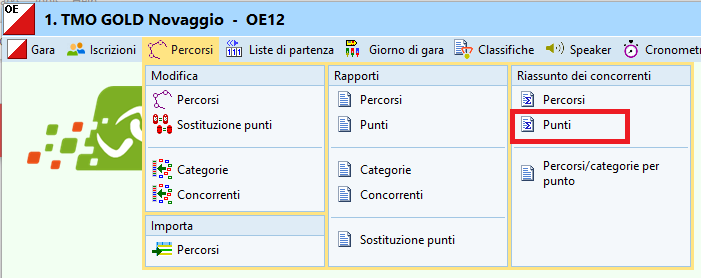 OE
1. TMO GOLD Novaggio - OE12
Gara Iscrizioni Percorsi Liste di partenza Giorno di gara Classifiche Speaker Cronometr
Modifica
Percorsi
Sostituzione punti
Categorie
Concorrenti
Importa
Percorsi
Rapporti
Percorsi
Punti
Categorie
Concorrenti
Sostituzione punti
Riassunto dei concorrenti
Percorsi
Punti
Percorsi/categorie per
punto